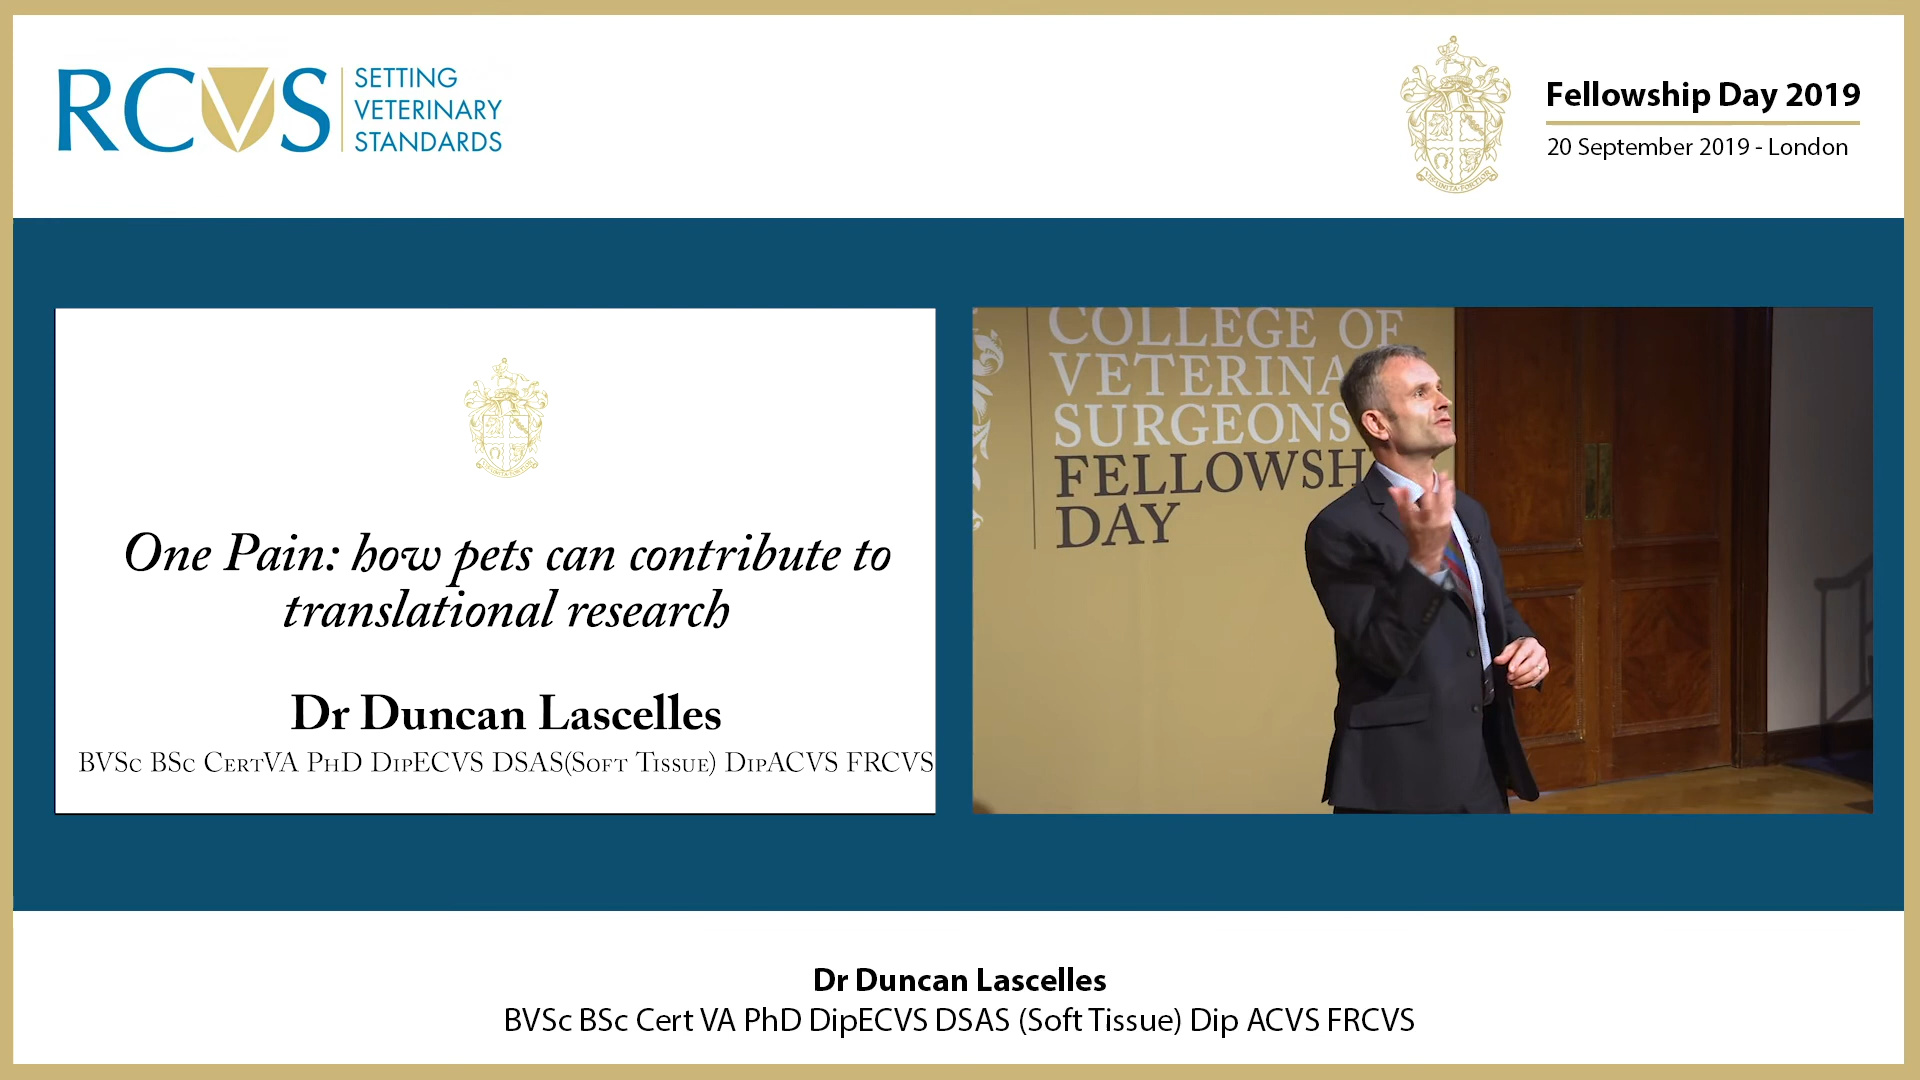 RCVS
SETTING
VETERINARY
STANDARDS
Fellowship Day 2019
20 September 2019 - London
One Pain: how pets can contribute to
translational research
Dr Duncan Lascelles
BVSc BSc CertVA PhD DipECVS DSAS(Soft Tissue) DipACVS FRCVS
COLLEGE OF
VETERINA
SURGEONS
FELLOWSH
DAY
Dr Duncan Lascelles
BVSc BSc Cert VA PhD DipECVS DSAS (Soft Tissue) Dip ACVS FRCVS